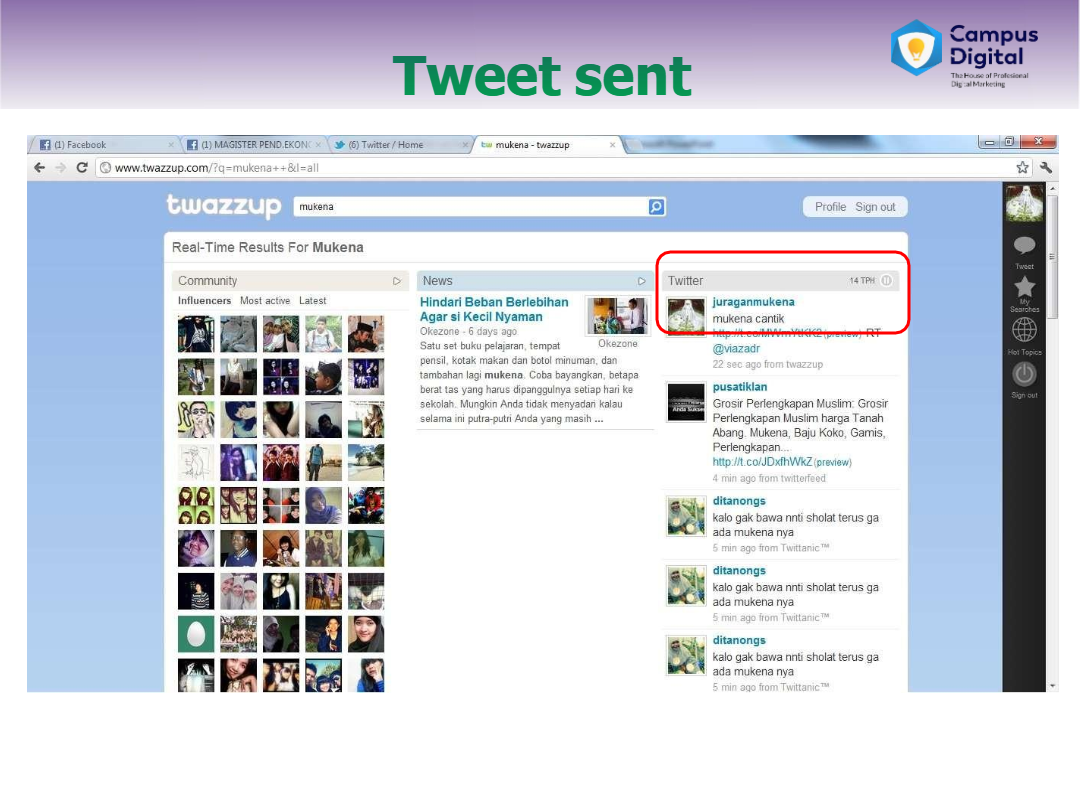 Tweet sent
Campus
Digital
The House of Profesional
Digital Marketing
(1) Facebook
(1) MAGISTER PEND.EKONO
(6) Twitter / Home
tw mukena - twazzup
www.twazzup.com/?q=mukena++&l=all
twazzup
mukena
Profile Sign out
Real-Time Results For Mukena
Community
Influencers Most active Latest
News
Hindari Beban Berlebihan
Agar si Kecil Nyaman
Okezone - 6 days ago
Satu set buku pelajaran, tempat
pensil, kotak makan dan botol minuman, dan
tambahan lagi mukena. Coba bayangkan, betapa
berat tas yang harus dipanggulnya setiap hari ke
sekolah. Mungkin Anda tidak menyadari kalau
selama ini putra-putri Anda yang masih ...
Okezone
Twitter 14 TPH
juraganmukena
mukena cantik
(preview) RT
@viazadr
22 sec ago from twazzup
pusatiklan
Grosir Perlengkapan Muslim: Grosir
Perlengkapan Muslim harga Tanah
Abang. Mukena, Baju Koko, Gamis,
Perlengkapan...
http://t.co/JDxfhWkZ (preview)
4 min ago from twitterfeed
Anda Sukses
ditanongs
kalo gak bawa nnti sholat terus ga
ada mukena nya
5 min ago from Twittanic™
ditanongs
kalo gak bawa nnti sholat terus ga
ada mukena nya
5 min ago from Twittanic™
ditanongs
kalo gak bawa nnti sholat terus ga
ada mukena nya
5 min ago from Twittanic™
Tweet
My
Searches
Hot Topics
Sign out